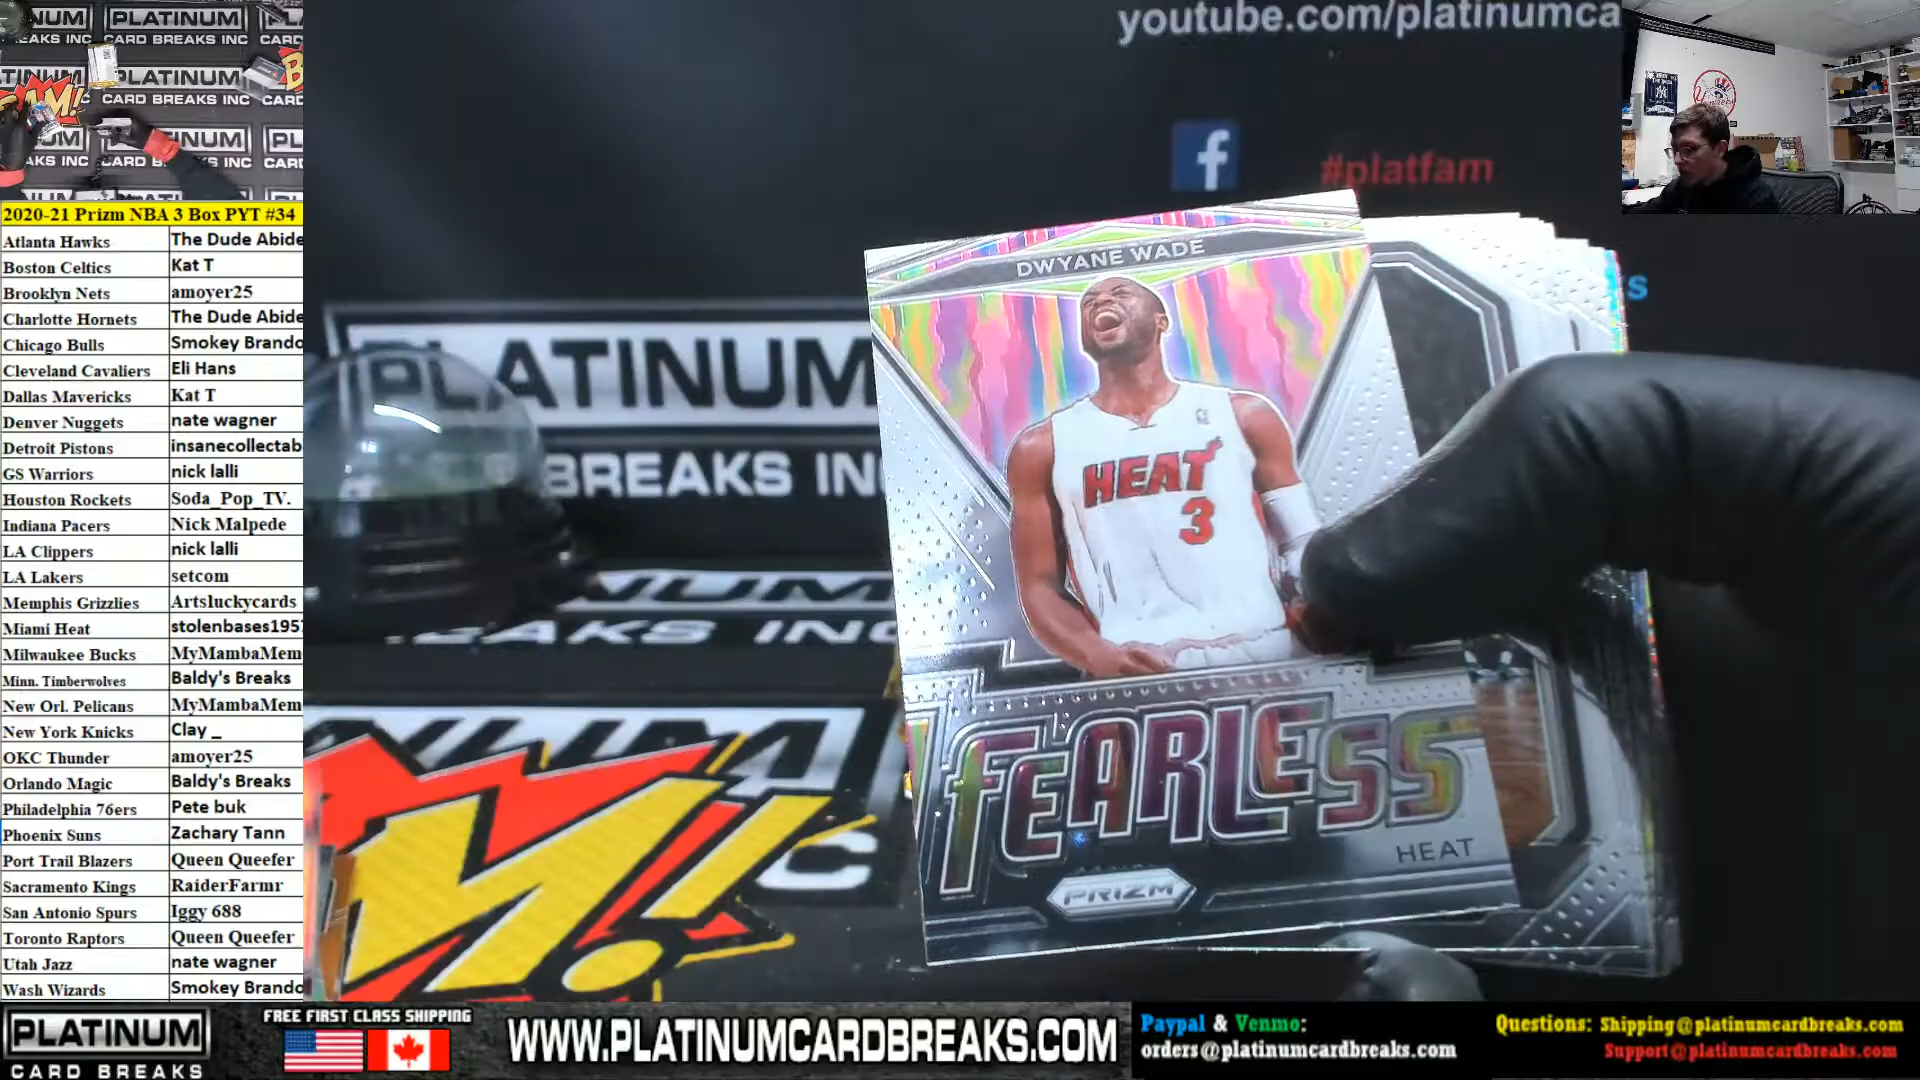 youtube.com/platinumca
#platfam
PLATINUM
CARD BREAKS INC
PLATINUM
CARD BREAKS INC
2020-21 Prizm NBA 3 Box PYT #34
Atlanta Hawks The Dude Abide
Boston Celtics Kat T
Brooklyn Nets amoyer25
Charlotte Hornets The Dude Abide
Chicago Bulls Smokey Brando
Cleveland Cavaliers Eli Hans
Dallas Mavericks Kat T
Denver Nuggets nate wagner
Detroit Pistons insanecollectab
GS Warriors nick lalli
Houston Rockets Soda_Pop_TV.
Indiana Pacers Nick Malpede
LA Clippers nick lalli
LA Lakers setcom
Memphis Grizzlies Artsluckycards
Miami Heat stolenbases195
Milwaukee Bucks MyMambaMem
Minn. Timberwolves Baldy's Breaks
New Orl. Pelicans MyMambaMem
New York Knicks Clay _
OKC Thunder amoyer25
Orlando Magic Baldy's Breaks
Philadelphia 76ers Pete buk
Phoenix Suns Zachary Tann
Port Trail Blazers Queen Queefer
Sacramento Kings RaiderFarmr
San Antonio Spurs Iggy 688
Toronto Raptors Queen Queefer
Utah Jazz nate wagner
Wash Wizards Smokey Brando
DWYANE WADE
HEAT
3
FEARLESS
HEAT
PRIZM
PLATINUM
BREAKS IN
PLATINUM
CARD BREAKS
FREE FIRST CLASS SHIPPING
WWW.PLATINUMCARDBREAKS.COM
Paypal & Venmo:
orders@platinumcardbreaks.com
Questions: Shipping@platinumcardbreaks.com
Support@platinumcardbreaks.com